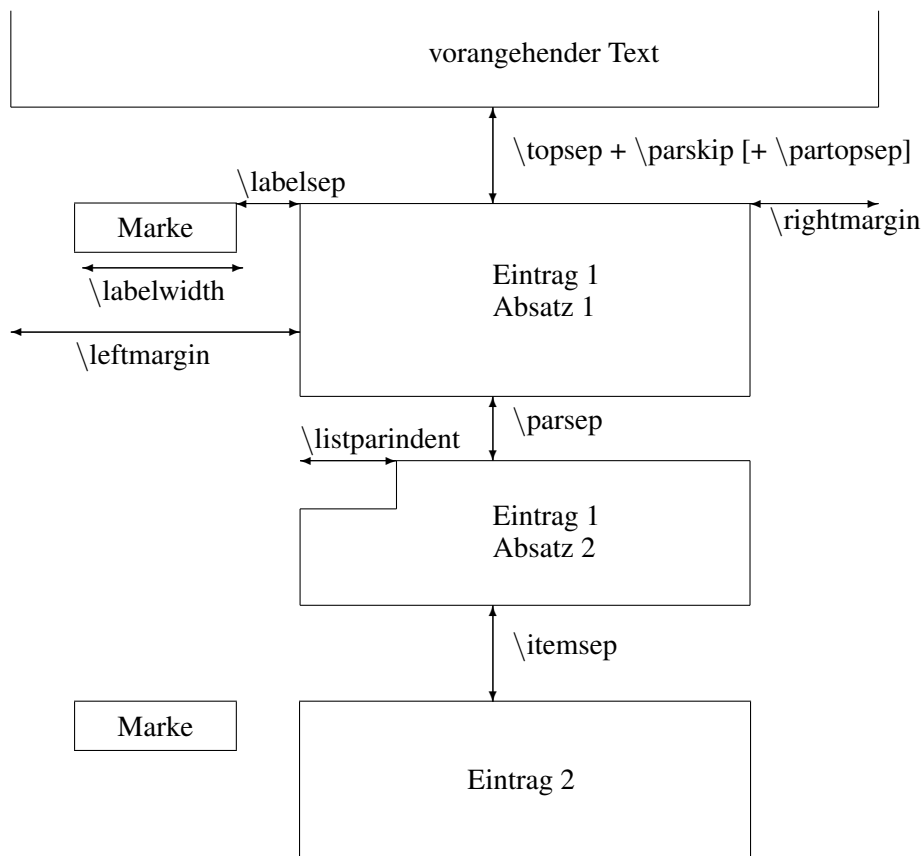 vorangehender Text
\topsep + \parskip [+ \partopsep]
\labelsep
Marke
\rightmargin
\labelwidth
Eintrag 1
Absatz 1
\leftmargin
\parsep
\listparindent
Eintrag 1
Absatz 2
\itemsep
Marke
Eintrag 2